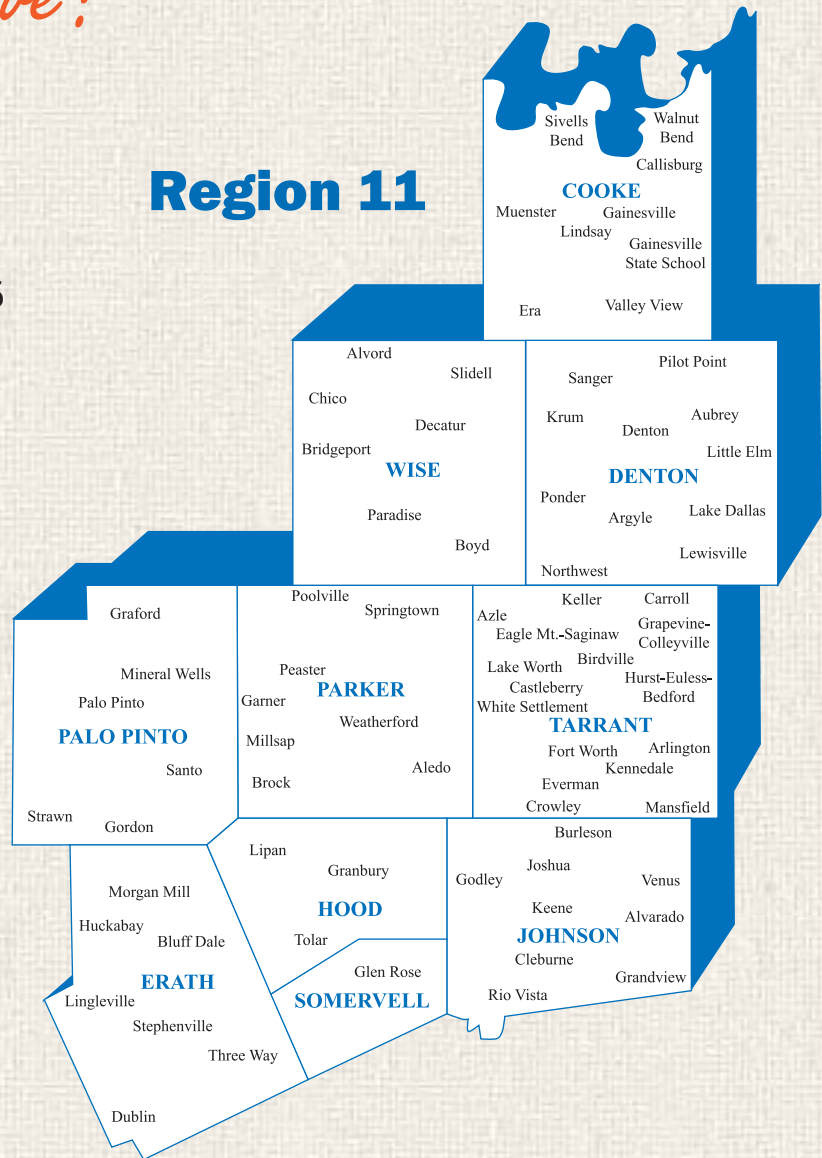 Region 11
Sivells
Bend
Walnut
Bend
Callisburg
COOKE
Muenster
Gainesville
Lindsay
Gainesville
State School
Era
Valley View
Alvord
Slidell
Chico
Decatur
Bridgeport
WISE
Paradise
Boyd
Pilot Point
Sanger
Krum
Aubrey
Denton
Little Elm
DENTON
Ponder
Lake Dallas
Argyle
Lewisville
Northwest
Graford
Mineral Wells
Palo Pinto
PALO PINTO
Santo
Strawn
Gordon
Poolville
Springtown
Peaster
PARKER
Garner
Weatherford
Millsap
Aledo
Brock
Keller
Carroll
Azle
Grapevine-
Colleyville
Eagle Mt.-Saginaw
Birdville
Lake Worth
Hurst-Euless-
Bedford
Castleberry
White Settlement
TARRANT
Fort Worth
Arlington
Kennedale
Everman
Crowley
Mansfield
Lipan
Granbury
HOOD
Tolar
Burleson
Joshua
Godley
Venus
Keene
Alvarado
JOHNSON
Cleburne
Grandview
Rio Vista
Morgan Mill
Huckabay
Bluff Dale
ERATH
Lingleville
Stephenville
Three Way
Dublin
Glen Rose
SOMERVELL